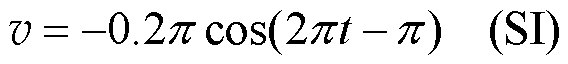 v = −0.2π cos(2πt − π) (SI)